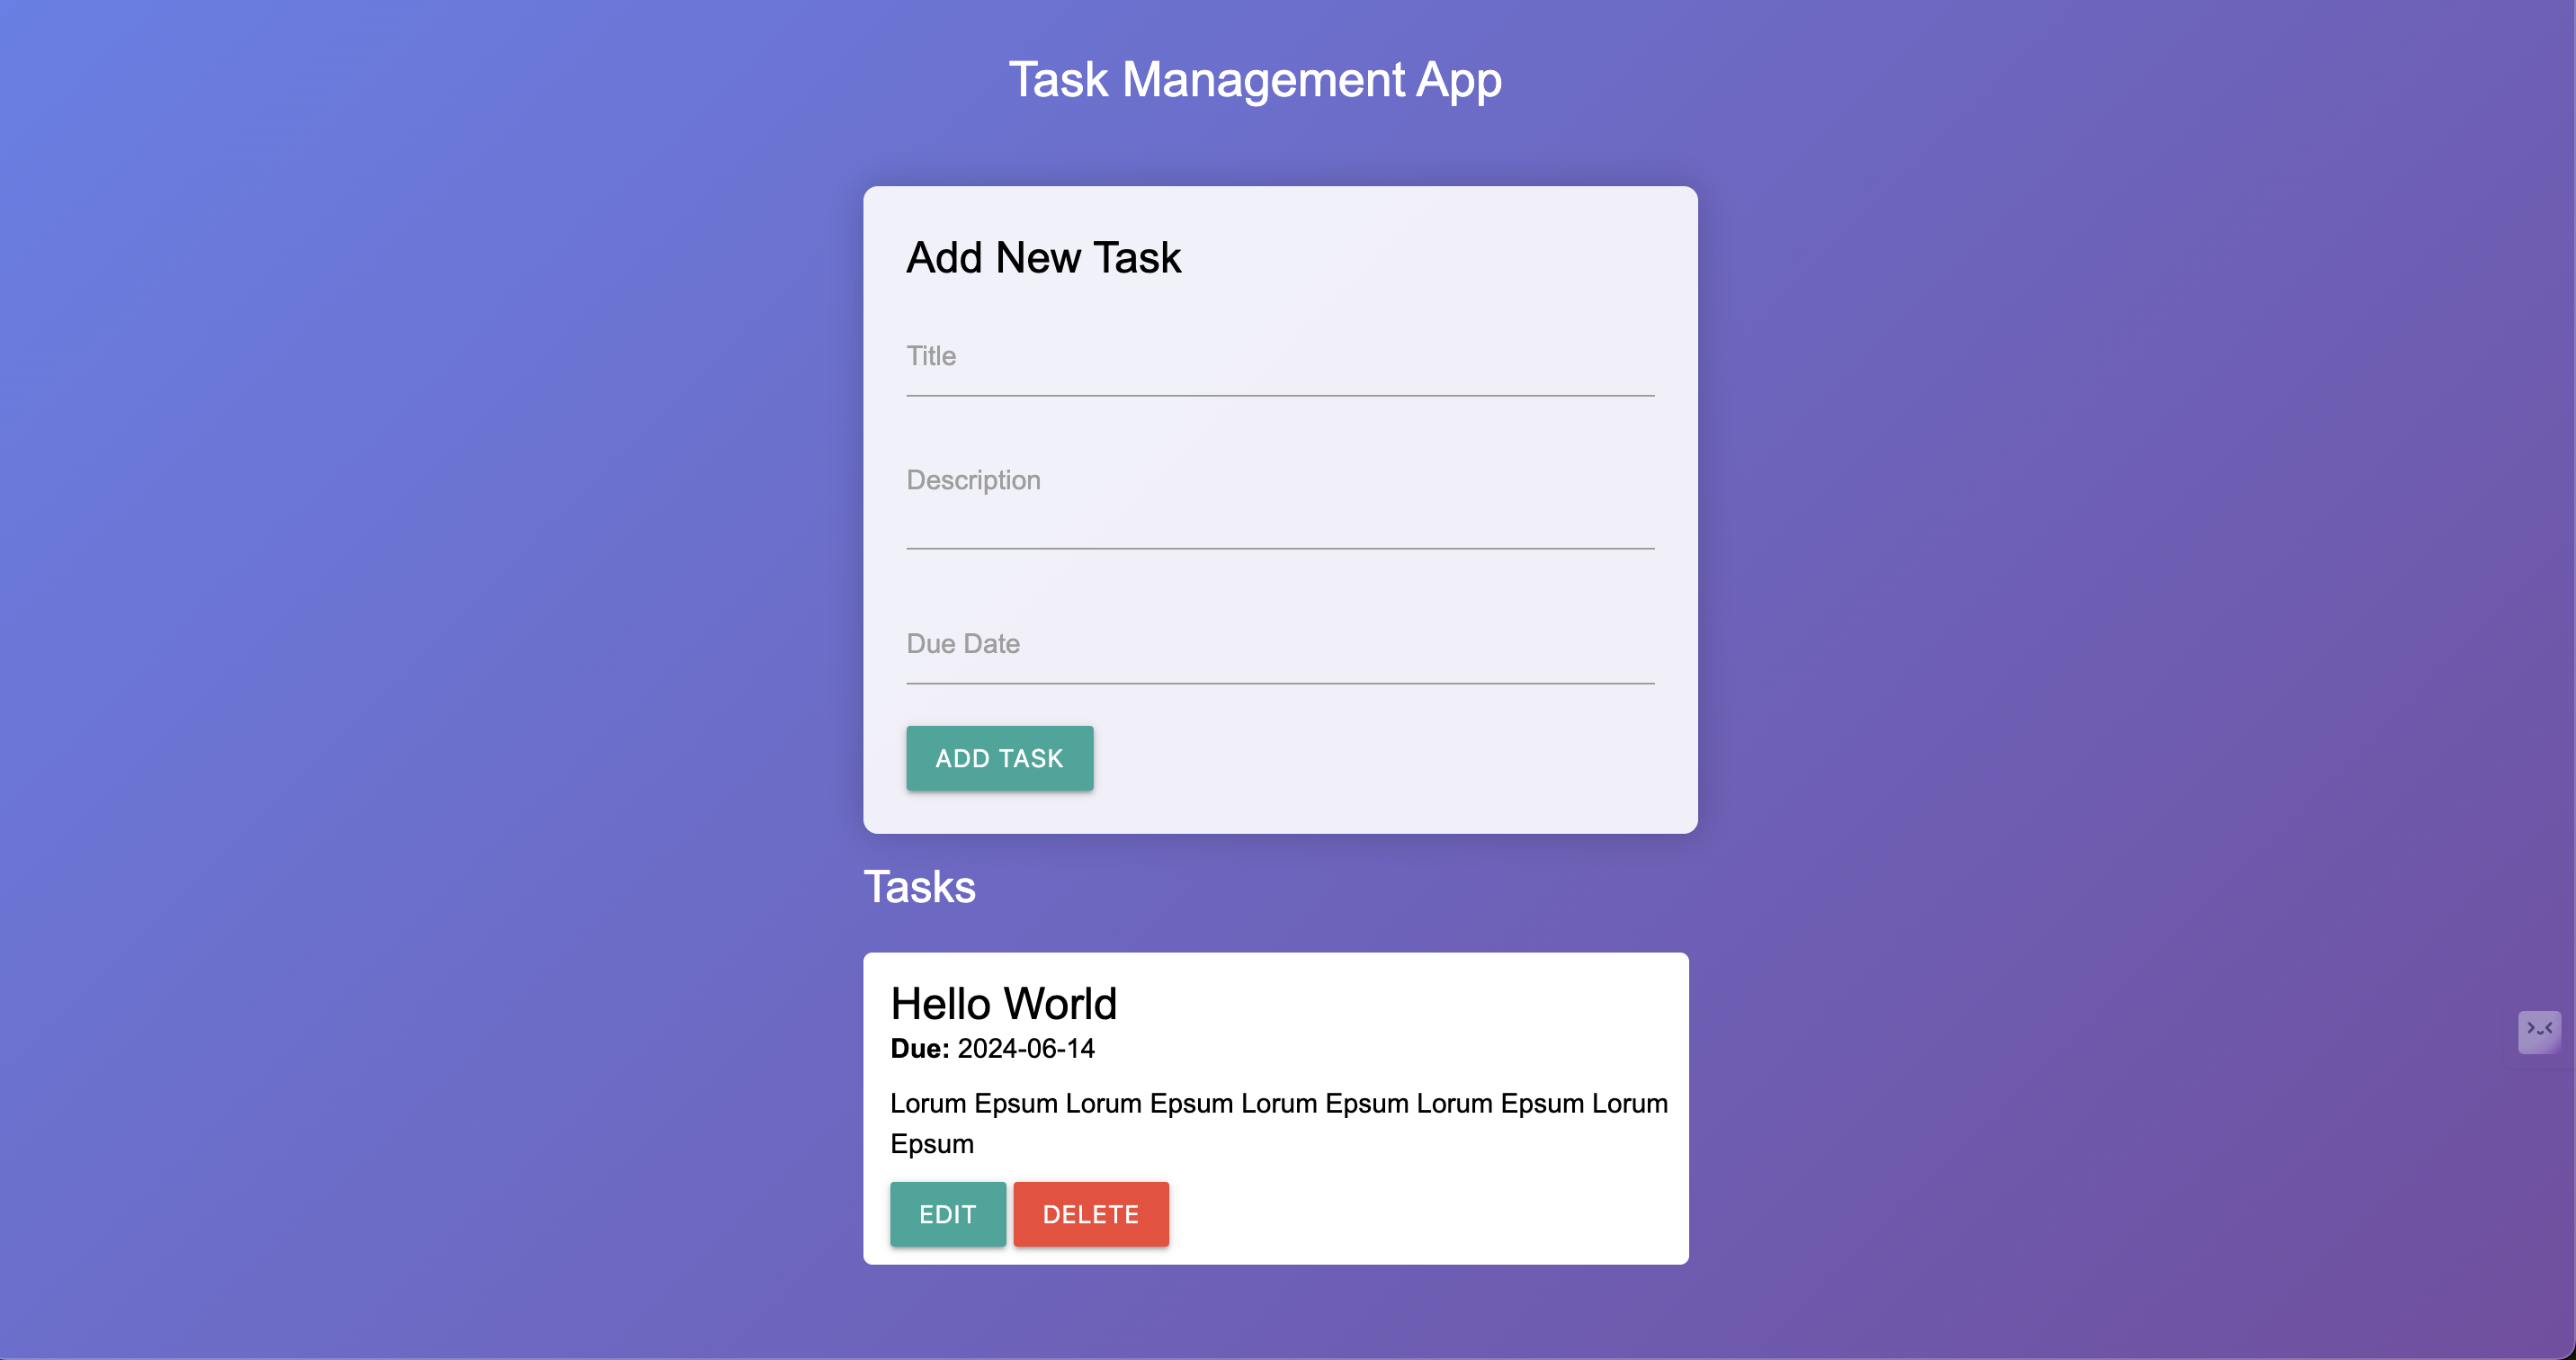 Task Management App
Add New Task
Title
Description
Due Date
ADD TASK
Tasks
Hello World
Due: 2024-06-14
Lorum Epsum Lorum Epsum Lorum Epsum Lorum Epsum Lorum
Epsum
EDIT DELETE